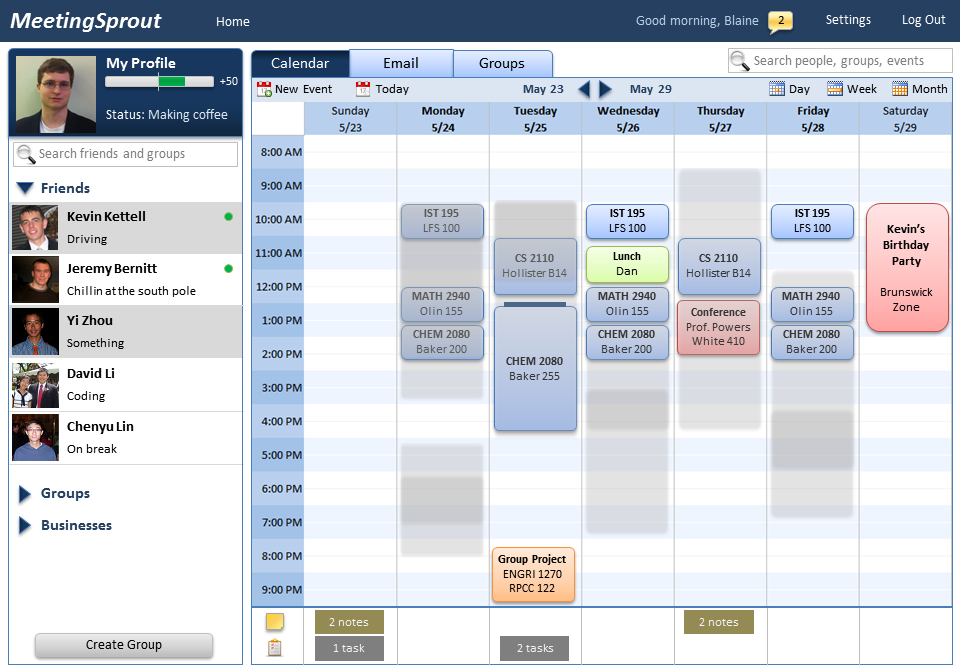 MeetingSprout
Home
Good morning, Blaine
2
Settings
Log Out
My Profile
+50
Status: Making coffee
Search friends and groups
Friends
Kevin Kettell
Driving
Jeremy Bernitt
Chillin at the south pole
Yi Zhou
Something
David Li
Coding
Chenyu Lin
On break
Groups
Businesses
Create Group
Calendar
Email
Groups
Search people, groups, events
New Event
Today
May 23
May 29
Day
Week
Month
Sunday
5/23
Monday
5/24
Tuesday
5/25
Wednesday
5/26
Thursday
5/27
Friday
5/28
Saturday
5/29
8:00 AM
9:00 AM
10:00 AM
11:00 AM
12:00 PM
1:00 PM
2:00 PM
3:00 PM
4:00 PM
5:00 PM
6:00 PM
7:00 PM
8:00 PM
9:00 PM
IST 195
LFS 100
MATH 2940
Olin 155
CHEM 2080
Baker 200
CS 2110
Hollister B14
CHEM 2080
Baker 255
Group Project
ENGRI 1270
RPCC 122
IST 195
LFS 100
Lunch
Dan
MATH 2940
Olin 155
CHEM 2080
Baker 200
CS 2110
Hollister B14
Conference
Prof. Powers
White 410
IST 195
LFS 100
MATH 2940
Olin 155
CHEM 2080
Baker 200
Kevin's
Birthday
Party
Brunswick
Zone
2 notes
2 notes
1 task
2 tasks